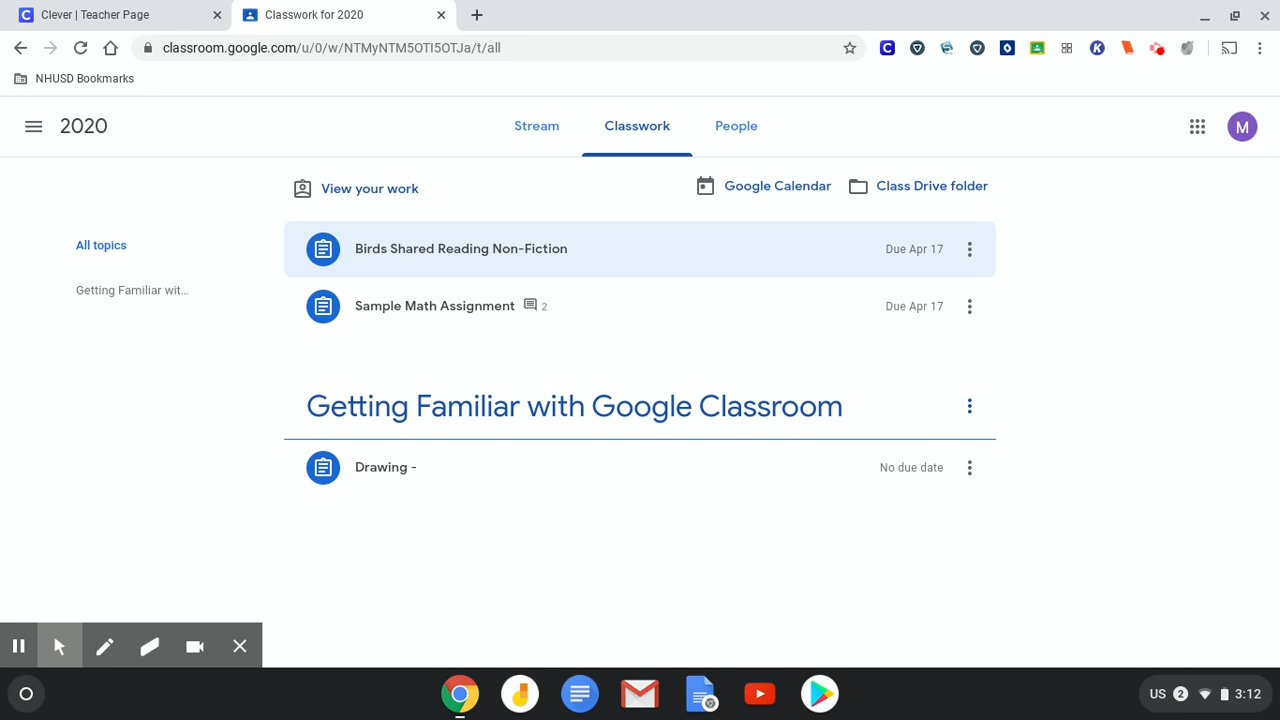 Clever | Teacher Page
Classwork for 2020
classroom.google.com/u/0/w/NTMyNTM5OTI5OTJa/t/all
NHUSD Bookmarks
2020
Stream
Classwork
People
M
View your work
Google Calendar
Class Drive folder
All topics
Getting Familiar wit...
Birds Shared Reading Non-Fiction
Due Apr 17
Sample Math Assignment
2
Due Apr 17
Getting Familiar with Google Classroom
Drawing -
No due date
US 2 3:12